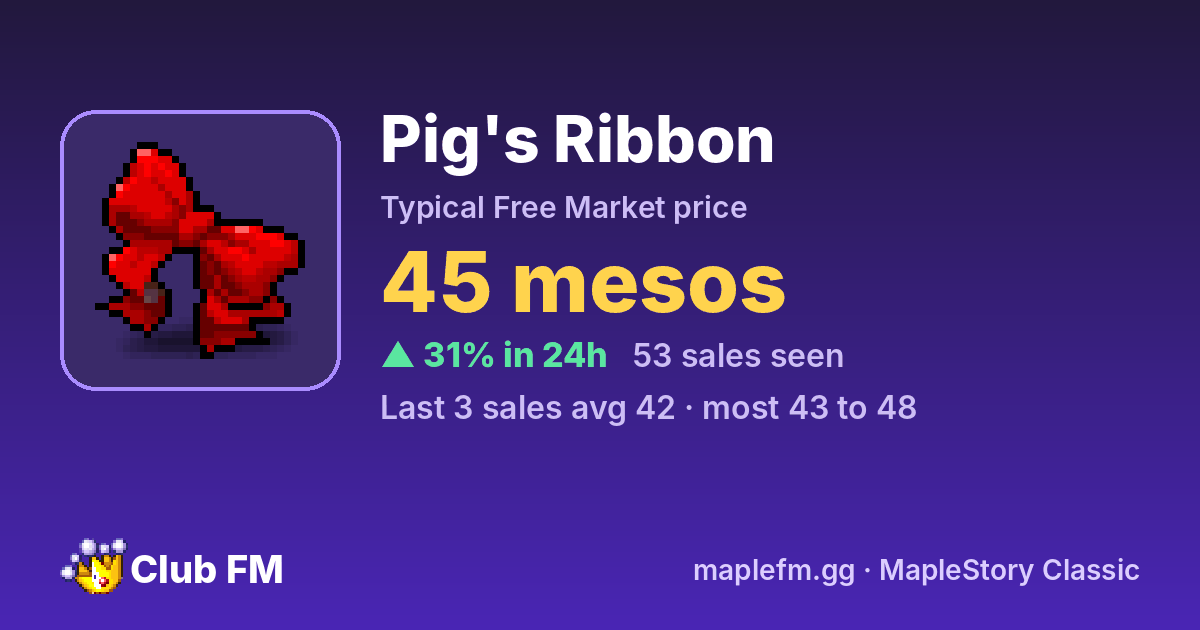 Pig's Ribbon
Typical Free Market price
45 mesos
▲ 31% in 24h 53 sales seen
Last 3 sales avg 42 · most 43 to 48
Club FM
maplefm.gg · MapleStory Classic